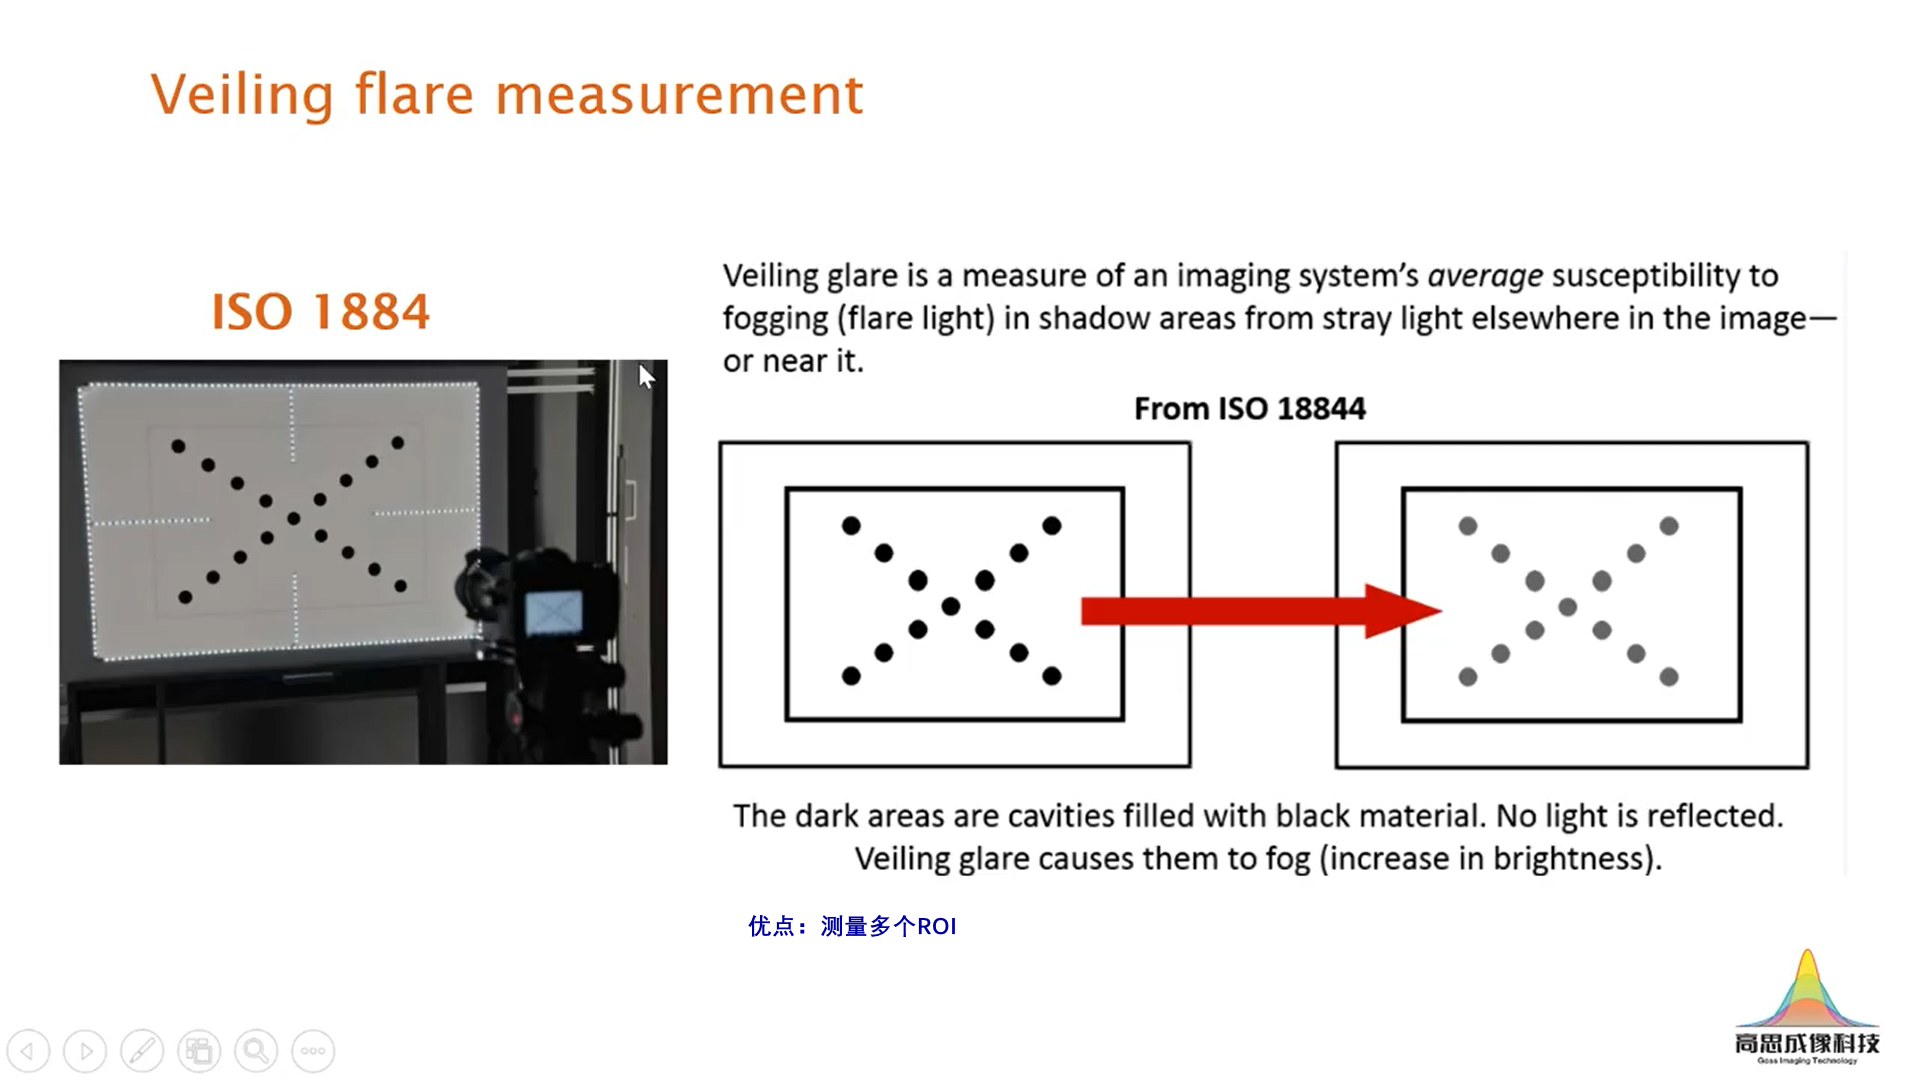 Veiling flare measurement
ISO 1884
Veiling glare is a measure of an imaging system's average susceptibility to
fogging (flare light) in shadow areas from stray light elsewhere in the image—
or near it.
From ISO 18844
The dark areas are cavities filled with black material. No light is reflected.
Veiling glare causes them to fog (increase in brightness).
优点：测量多个ROI
高思成像科技
Goss Imaging Technology